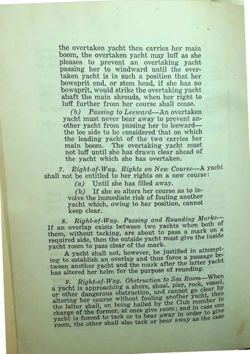 the overtaken yacht then carries her main
boom, the overtaken yacht may luff as she
pleases to prevent an overtaking yacht
passing her to windward until the over-
taken yacht is in such a position that her
bowsprit end, or stem head, if she has no
bowsprit, would strike the overtaking yacht
abaft the main shrouds, when her right to
luff further from her course shall cease.
(b) Passing to Leeward—An overtaken
yacht must never bear away to prevent an-
other yacht from passing her to leeward—
the lee side to be considered that on which
the leading yacht of the two carries her
main boom. The overtaking yacht must
not luff until she has drawn clear ahead of
the yacht which she has overtaken.
7. Right-of-Way. Rights on New Course—A yacht
shall not be entitled to her rights on a new course:
(a) Until she has filled away.
(b) If she so alters her course as to in-
volve the immediate risk of fouling another
yacht which, owing to her position, cannot
keep clear.
8. Right-of-Way. Passing and Rounding Marks—
If an overlap exists between two yachts when both of
them, without tacking, are about to pass a mark on a
required side, then the outside yacht must give the inside
yacht room to pass clear of the mark.
A yacht shall not, however, be justified in attempt-
ing to establish an overlap and thus force a passage be-
tween another yacht and the mark after the latter yacht
has altered her helm for the purpose of rounding.
9. Right-of-Way. Obstruction to Sea Room—When
a yacht is approaching a shore, shoal, pier, rock, vessel,
or other dangerous obstruction, and cannot go clear by
altering her course without fouling another yacht, then
the latter shall, on being hailed by the Club Member in
charge of the former, at once give room; and in case one
yacht is forced to tack or to bear away in order to give
room, the other shall also tack or bear away as the case